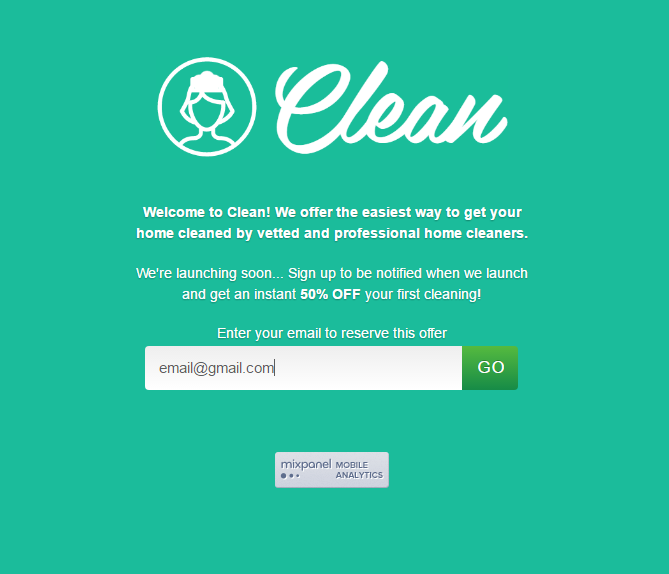 Clean
Welcome to Clean! We offer the easiest way to get your
home cleaned by vetted and professional home cleaners.
We're launching soon... Sign up to be notified when we launch
and get an instant 50% OFF your first cleaning!
Enter your email to reserve this offer
email@gmail.com GO
mixpanel MOBILE
ANALYTICS